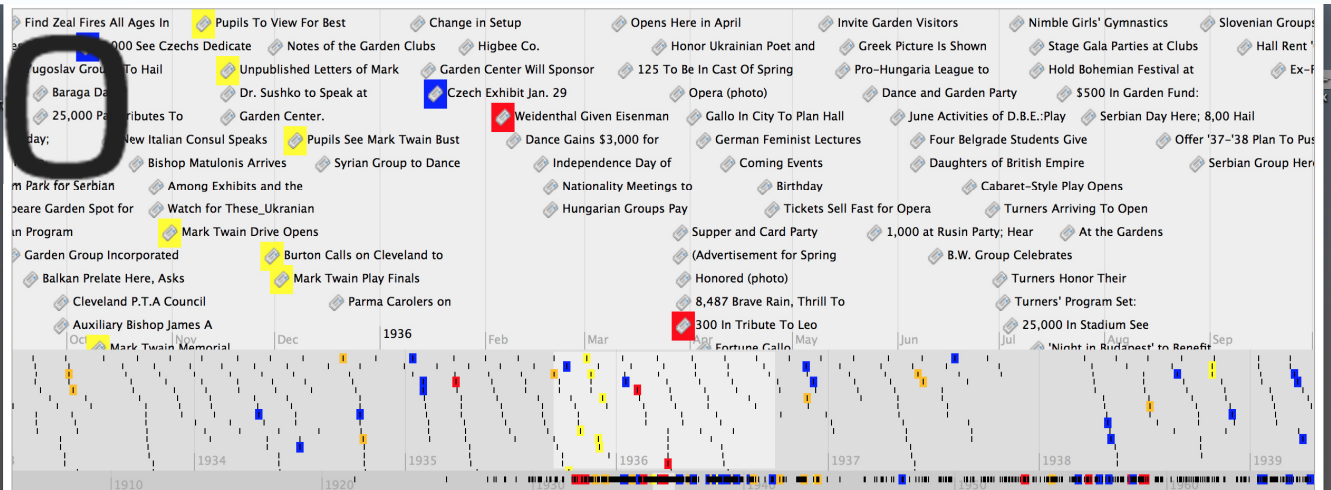 Find Zeal Fires All Ages In Pupils To View For Best Change in Setup Opens Here in April Invite Garden Visitors Nimble Girls' Gymnastics Slovenian Groups
000 See Czechs Dedicate Notes of the Garden Clubs Higbee Co. Honor Ukrainian Poet and Greek Picture Is Shown Stage Gala Parties at Clubs Hall Rent '
To Hail Unpublished Letters of Mark Garden Center Will Sponsor 125 To Be In Cast Of Spring Pro-Hungaria League to Hold Bohemian Festival at Ex-F
Baraga Da Dr. Sushko to Speak at Czech Exhibit Jan. 29 Opera (photo) Dance and Garden Party $500 In Garden Fund:
25,000 Pa ributes To Garden Center. Weidenthal Given Eisenman Gallo In City To Plan Hall June Activities of D.B.E.:Play Serbian Day Here; 8,00 Hail
day; New Italian Consul Speaks Pupils See Mark Twain Bust Dance Gains $3,000 for German Feminist Lectures Four Belgrade Students Give Offer '37-'38 Plan To Pus
Bishop Matulonis Arrives Syrian Group to Dance Independence Day of Coming Events Daughters of British Empire Serbian Group Here
m Park for Serbian Among Exhibits and the Nationality Meetings to Birthday Cabaret-Style Play Opens
peare Garden Spot for Watch for These_Ukranian Hungarian Groups Pay Tickets Sell Fast for Opera Turners Arriving To Open
an Program Mark Twain Drive Opens Supper and Card Party 1,000 at Rusin Party; Hear At the Gardens
Garden Group Incorporated Burton Calls on Cleveland to (Advertisement for Spring B.W. Group Celebrates
Balkan Prelate Here, Asks Mark Twain Play Finals Honored (photo) Turners Honor Their
Cleveland P.T.A Council Parma Carolers on 8,487 Brave Rain, Thrill To Turners' Program Set:
Auxiliary Bishop James A 300 In Tribute To Leo 25,000 In Stadium See
Oct Nov Dec 1936 Feb Mar Apr May Jun Jul Aug Sep
Mark Twain Memorial Fortune Gallo 'Night in Budapest' to Benefit
1934 1935 1936 1937 1938 1939
1910 1920 1930 1940 1950 1960